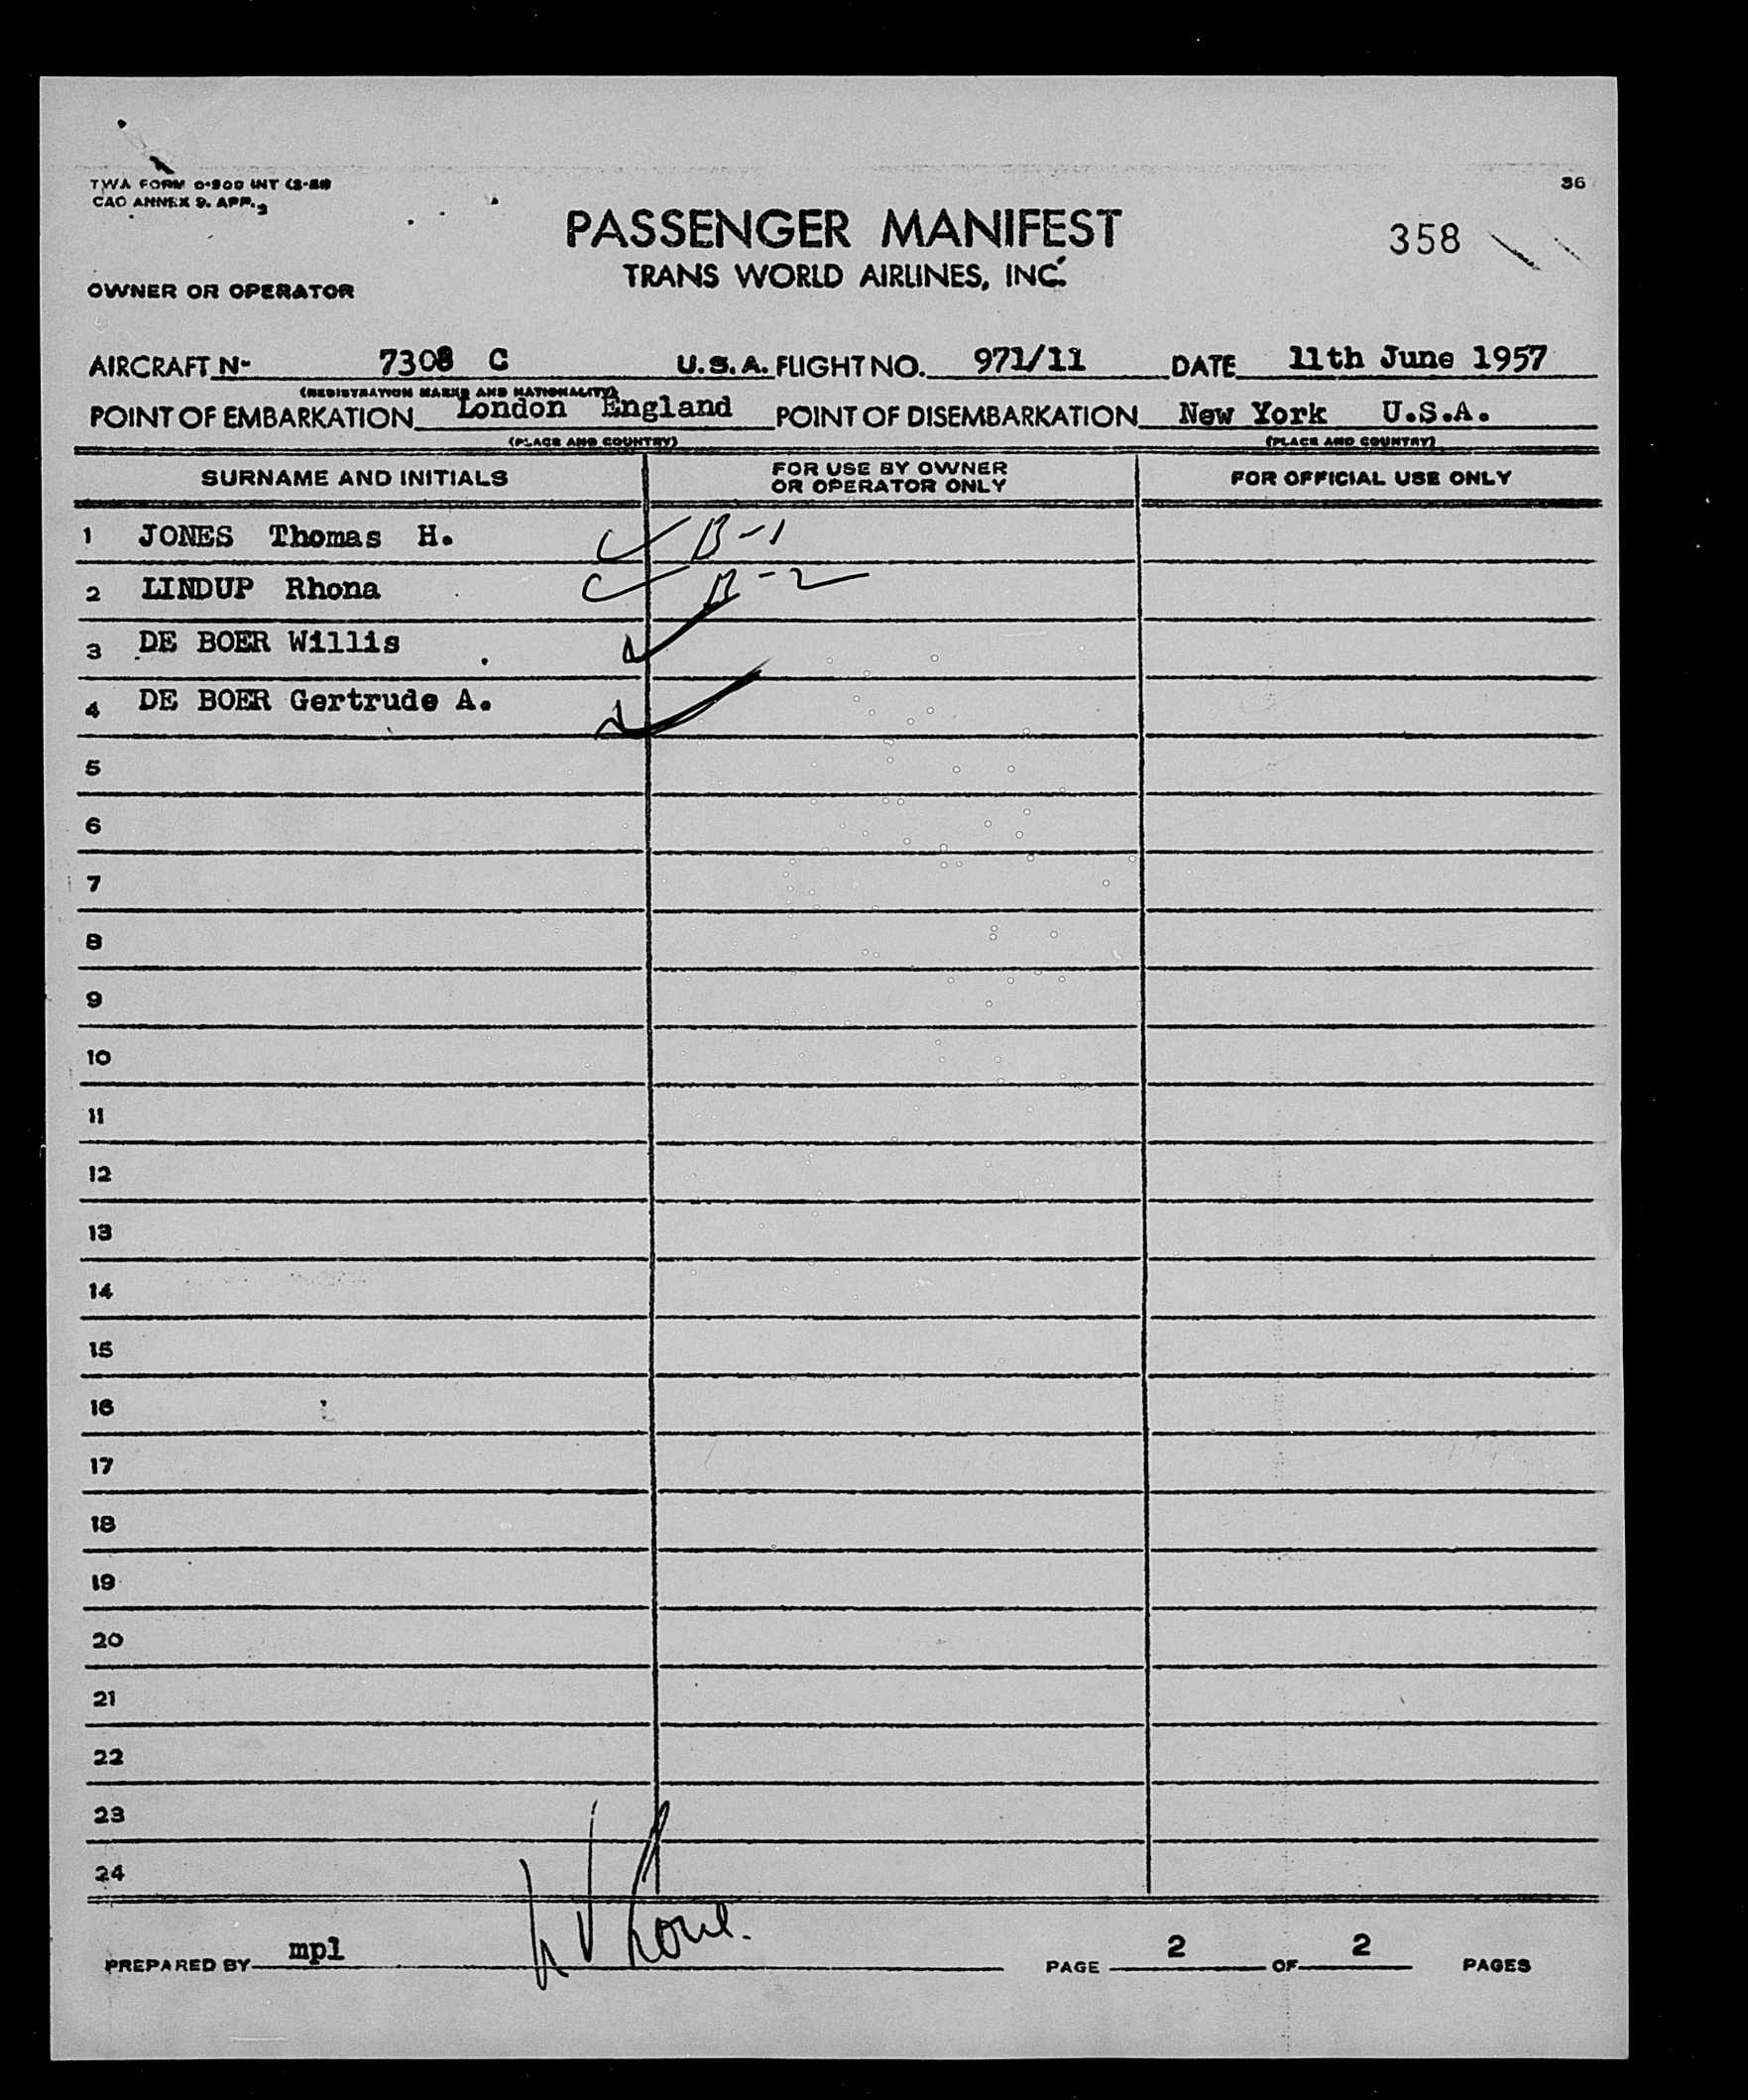 TWA FORM 0-900 INT
36
CAO ANNEX 9. APP. 2
PASSENGER MANIFEST
358
TRANS WORLD AIRLINES, INC.
OWNER OR OPERATOR
AIRCRAFT Nº 7308 C U.S.A. FLIGHT NO. 971/11 DATE 11th June 1957
(REGISTRATION MARKS AND NATIONALITY)
POINT OF EMBARKATION London England POINT OF DISEMBARKATION New York U.S.A.
(PLACE AND COUNTRY) (PLACE AND COUNTRY)
SURNAME AND INITIALS FOR USE BY OWNER OR OPERATOR ONLY FOR OFFICIAL USE ONLY
1 JONES Thomas H. B-1
2 LINDUP Rhona B-2
3 DE BOER Willis
4 DE BOER Gertrude A.
5
6
7
8
9
10
11
12
13
14
15
16
17
18
19
20
21
22
23
24
PREPARED BY mpl PAGE 2 OF 2 PAGES